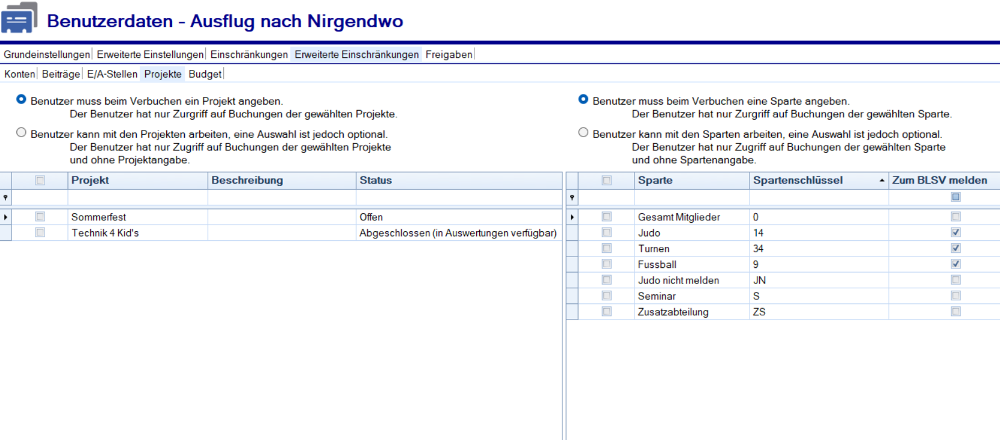 Benutzerdaten - Ausflug nach Nirgendwo
Grundeinstellungen Erweiterte Einstellungen Einschränkungen Erweiterte Einschränkungen Freigaben
Konten Beiträge E/A-Stellen Projekte Budget
Benutzer muss beim Verbuchen ein Projekt angeben.
Der Benutzer hat nur Zurgriff auf Buchungen der gewählten Projekte.
Benutzer kann mit den Projekten arbeiten, eine Auswahl ist jedoch optional.
Der Benutzer hat nur Zugriff auf Buchungen der gewählten Projekte
und ohne Projektangabe.
Projekt Beschreibung Status
Sommerfest Offen
Technik 4 Kid's Abgeschlossen (in Auswertungen verfügbar)
Benutzer muss beim Verbuchen eine Sparte angeben.
Der Benutzer hat nur Zurgriff auf Buchungen der gewählten Sparte.
Benutzer kann mit den Sparten arbeiten, eine Auswahl ist jedoch optional.
Der Benutzer hat nur Zugriff auf Buchungen der gewählten Sparte
und ohne Spartenangabe.
Sparte Spartenschlüssel Zum BLSV melden
Gesamt Mitglieder 0
Judo 14
Turnen 34
Fussball 9
Judo nicht melden JN
Seminar S
Zusatzabteilung ZS